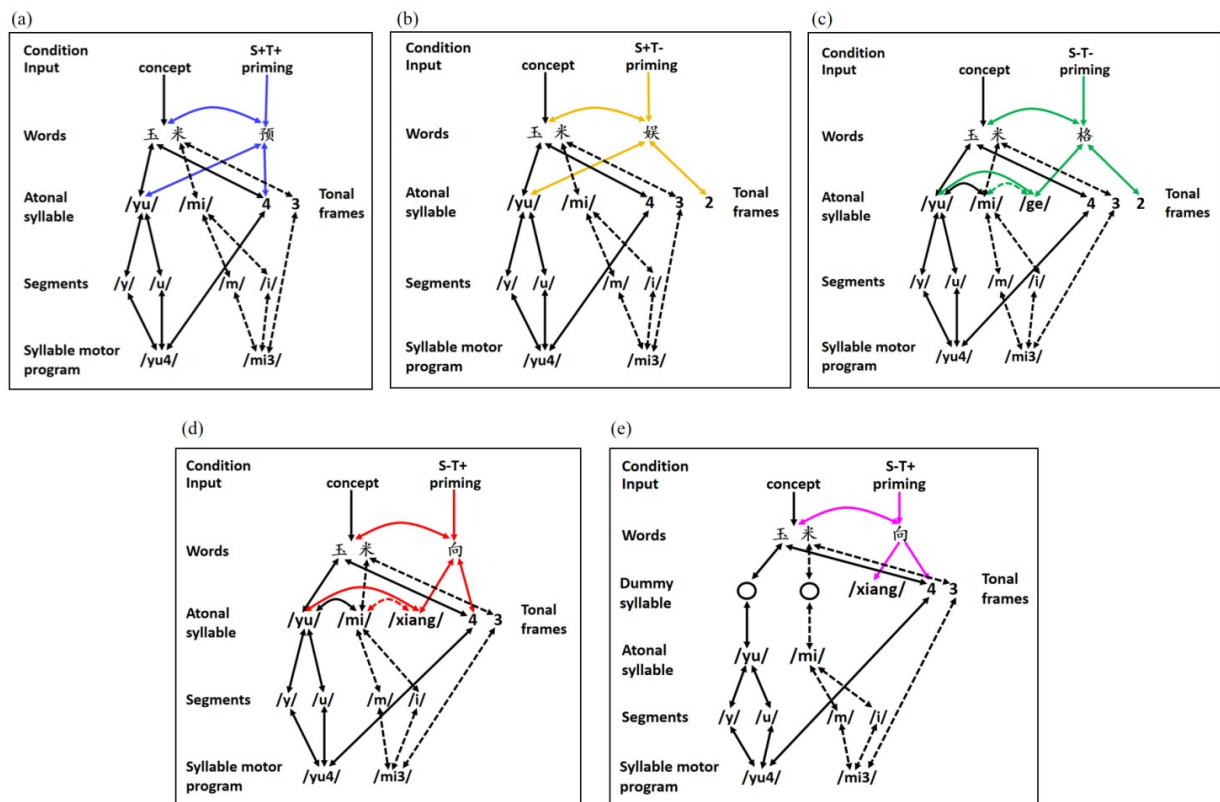 (a)
Condition Input
concept
S+T+ priming
Words
玉 米 预
Atonal syllable
/yu/ /mi/ 4 3
Tonal frames
Segments
/y/ /u/ /m/ /i/
Syllable motor program
/yu4/ /mi3/
(b)
Condition Input
concept
S+T- priming
Words
玉 米 娱
Atonal syllable
/yu/ /mi/ 4 3 2
Tonal frames
Segments
/y/ /u/ /m/ /i/
Syllable motor program
/yu4/ /mi3/
(c)
Condition Input
concept
S-T- priming
Words
玉 米 格
Atonal syllable
/yu/ /mi/ /ge/ 4 3 2
Tonal frames
Segments
/y/ /u/ /m/ /i/
Syllable motor program
/yu4/ /mi3/
(d)
Condition Input
concept
S-T+ priming
Words
玉 米 向
Atonal syllable
/yu/ /mi/ /xiang/ 4 3
Tonal frames
Segments
/y/ /u/ /m/ /i/
Syllable motor program
/yu4/ /mi3/
(e)
Condition Input
concept
S-T+ priming
Words
玉 米 向
Dummy syllable
/xiang/ 4 3
Tonal frames
Atonal syllable
/yu/ /mi/
Segments
/y/ /u/ /m/ /i/
Syllable motor program
/yu4/ /mi3/